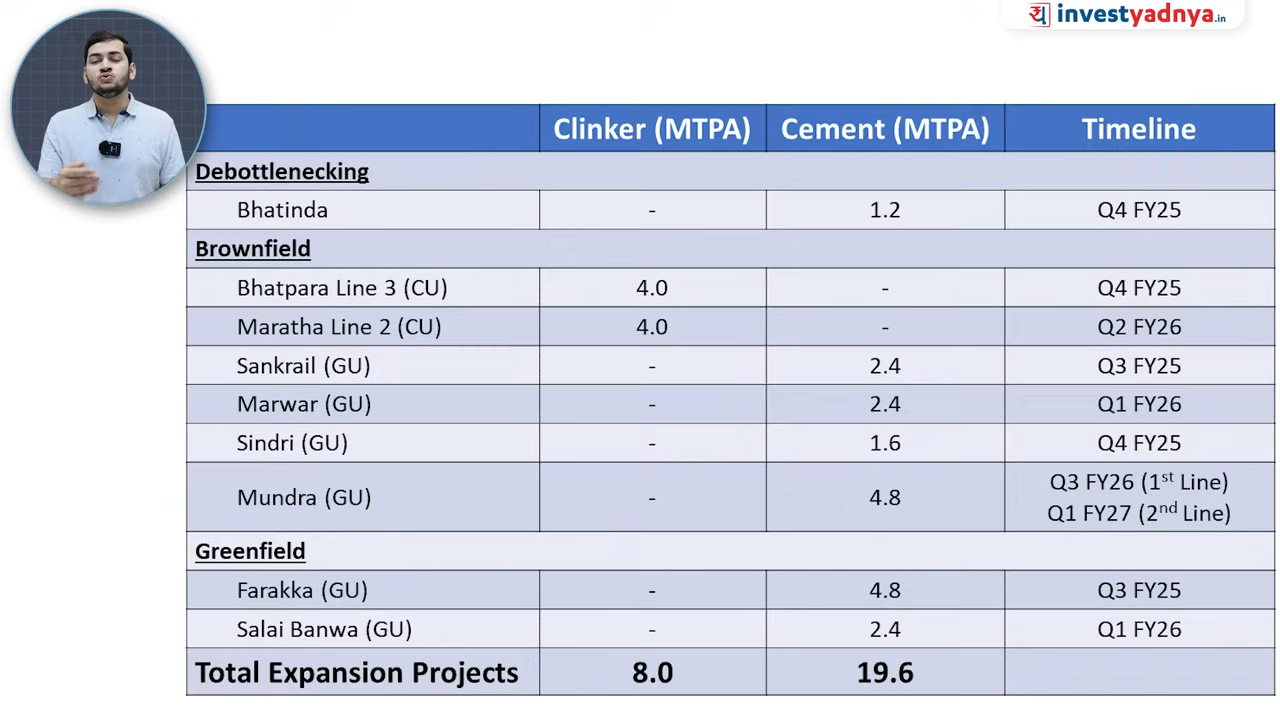 investyadnya.in
Clinker (MTPA) Cement (MTPA) Timeline
Debottlenecking
Bhatinda - 1.2 Q4 FY25
Brownfield
Bhatpara Line 3 (CU) 4.0 - Q4 FY25
Maratha Line 2 (CU) 4.0 - Q2 FY26
Sankrail (GU) - 2.4 Q3 FY25
Marwar (GU) - 2.4 Q1 FY26
Sindri (GU) - 1.6 Q4 FY25
Mundra (GU) - 4.8 Q3 FY26 (1st Line)
Q1 FY27 (2nd Line)
Greenfield
Farakka (GU) - 4.8 Q3 FY25
Salai Banwa (GU) - 2.4 Q1 FY26
Total Expansion Projects 8.0 19.6